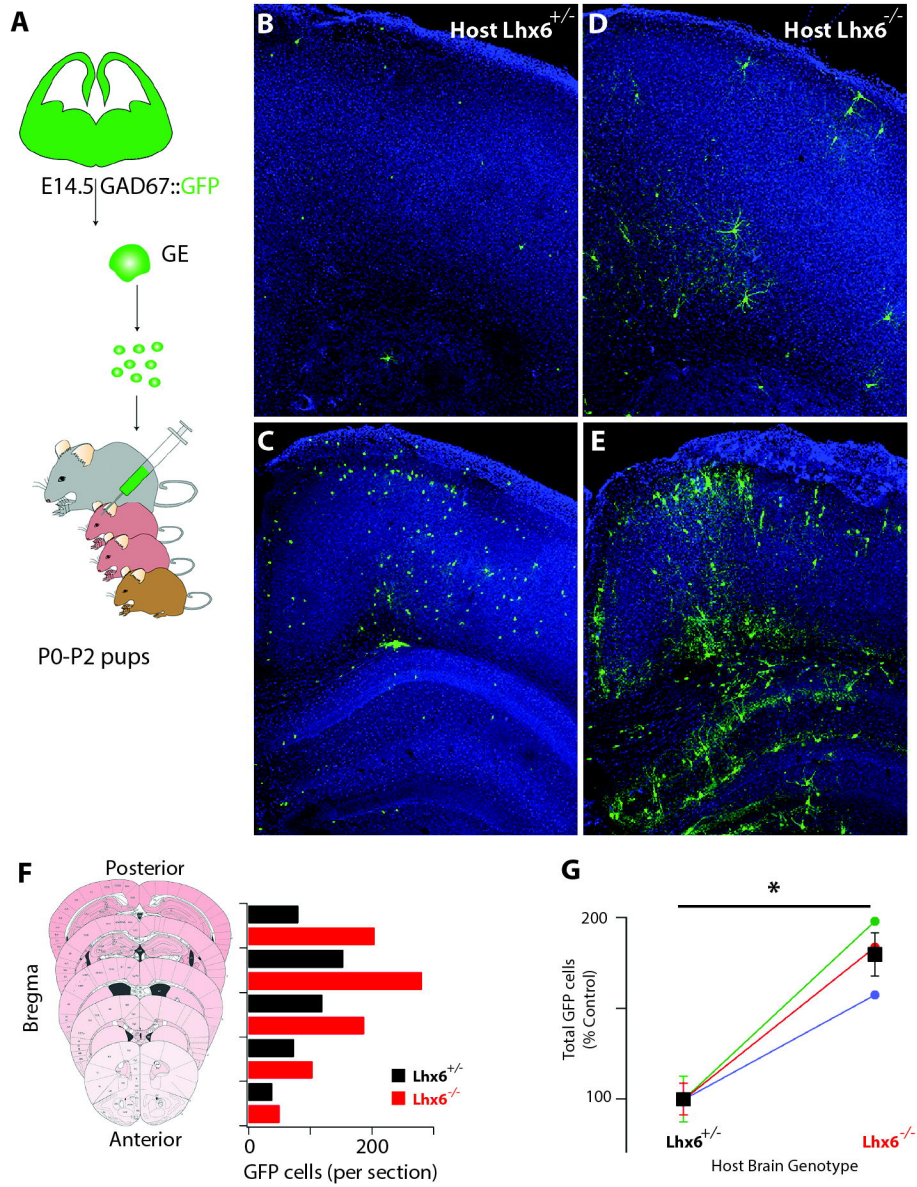 A
E14.5 GAD67::GFP
GE
P0-P2 pups
B
Host Lhx6+/-
D
Host Lhx6-/-
C
E
F
Posterior
Bregma
Anterior
Lhx6+/-
Lhx6-/-
0
200
GFP cells (per section)
G
*
200
100
Total GFP cells
(% Control)
Lhx6+/-
Lhx6-/-
Host Brain Genotype